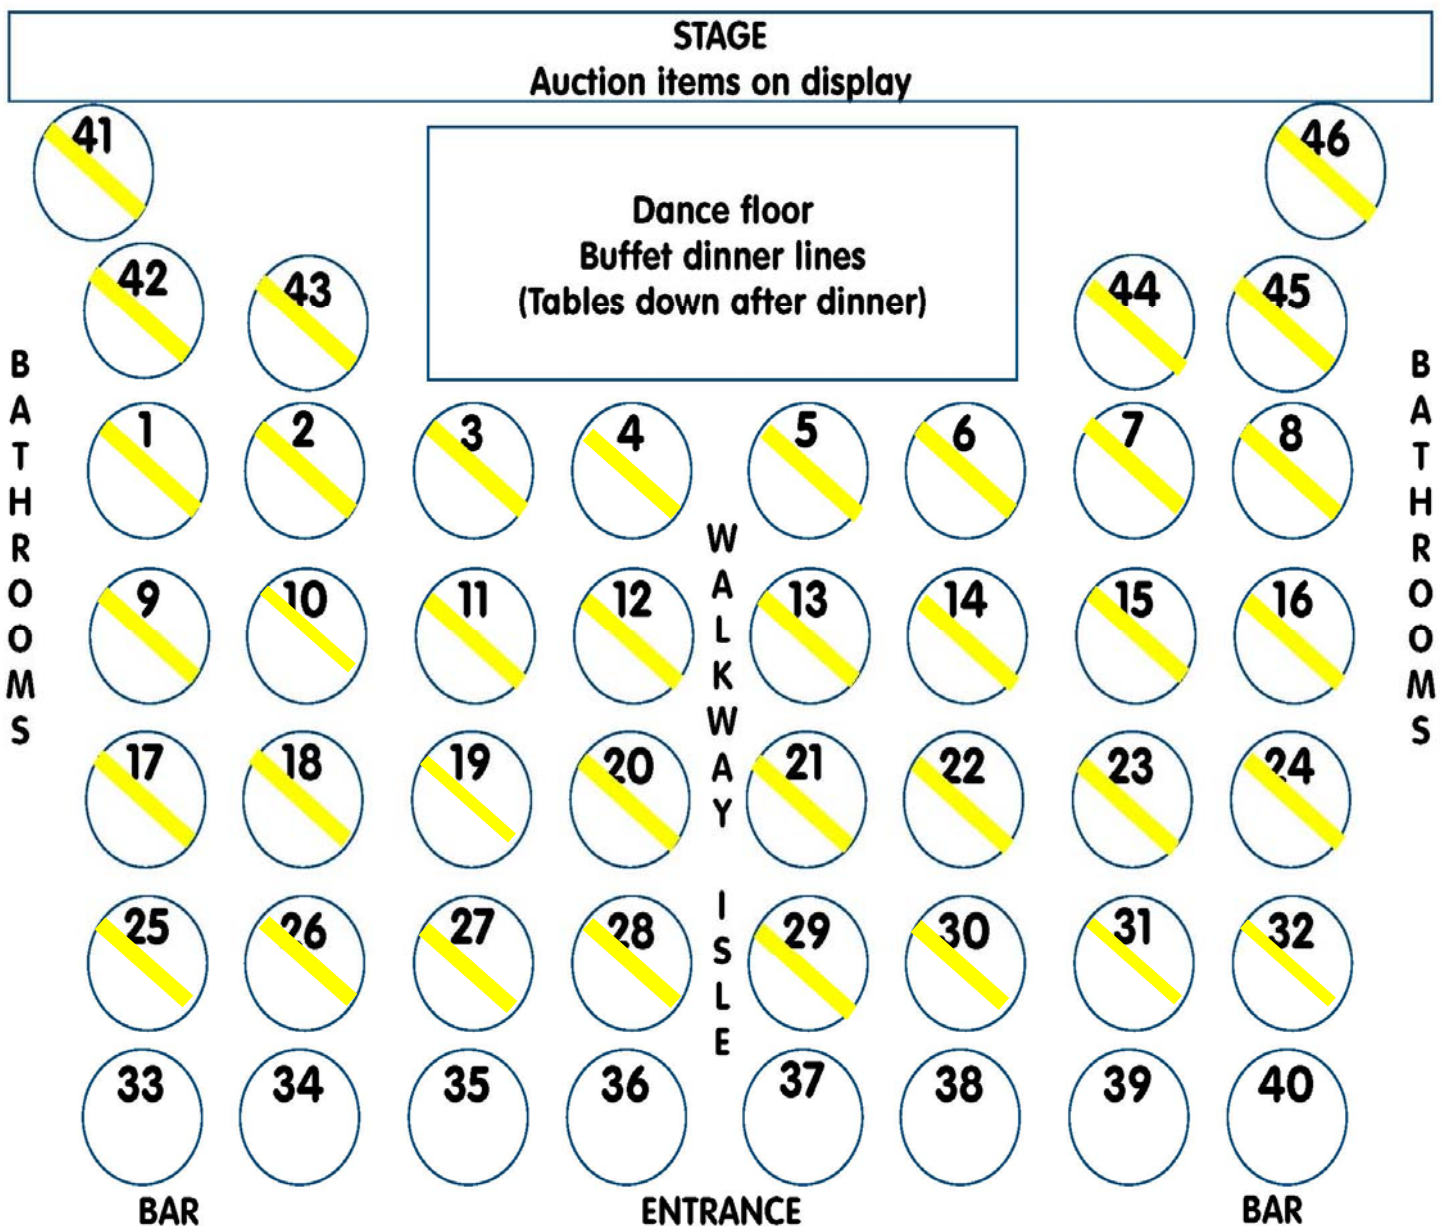 STAGE
Auction items on display
41
46
Dance floor
Buffet dinner lines
(Tables down after dinner)
42
43
44
45
BATHROOMS
BATHROOMS
1 2 3 4 5 6 7 8
WALKWAY ISLE
9 10 11 12 13 14 15 16
17 18 19 20 21 22 23 24
25 26 27 28 29 30 31 32
33 34 35 36 37 38 39 40
BAR
ENTRANCE
BAR